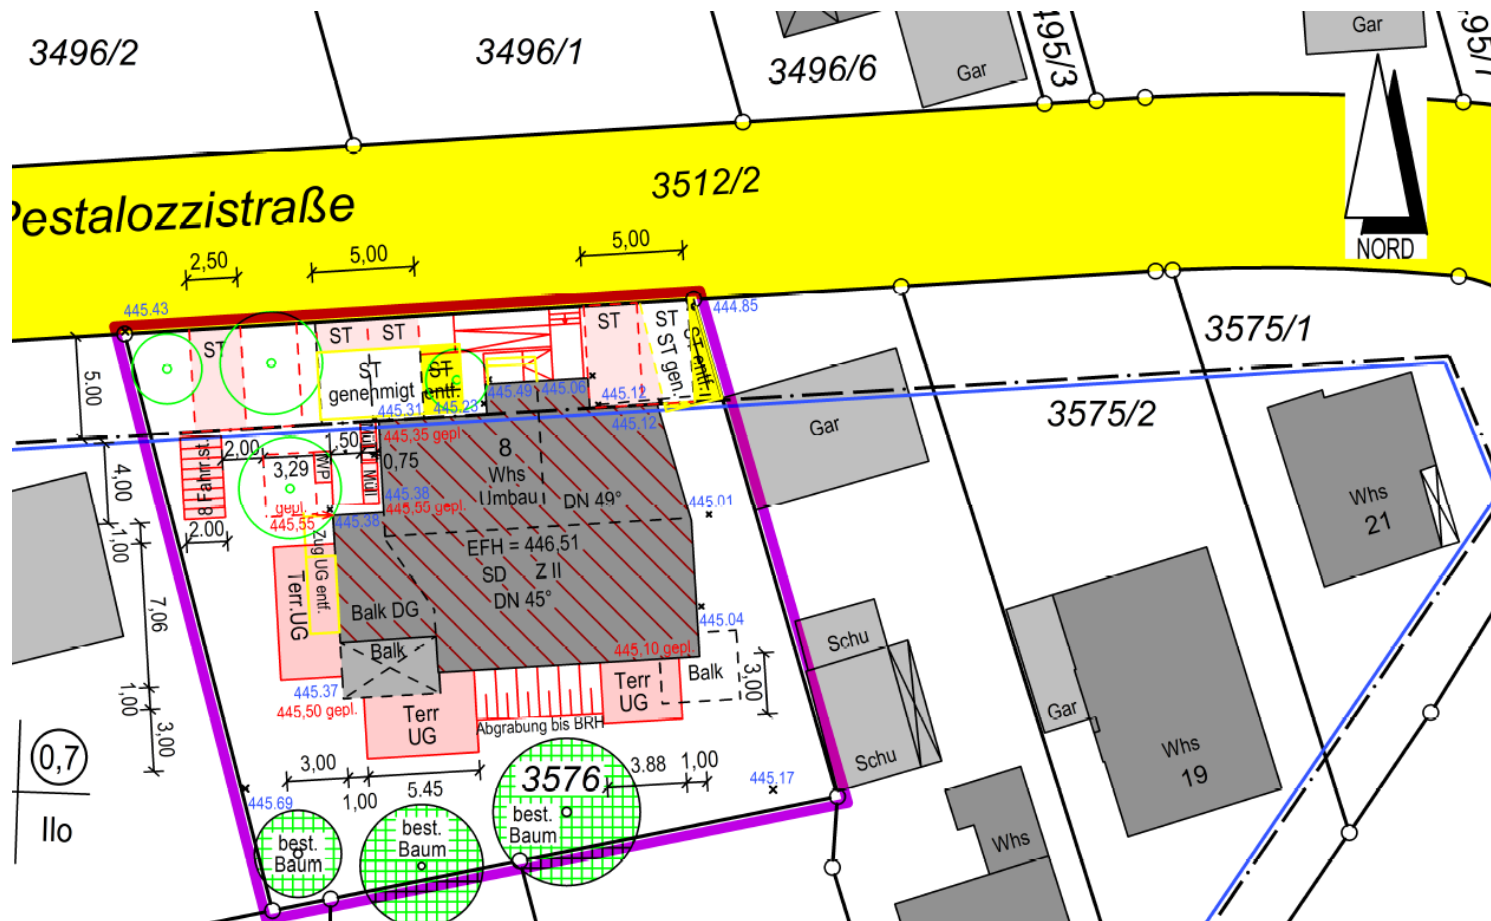 3496/2
3496/1
3496/6
Gar
495/3
Gar
495/1
Pestalozzistraße
3512/2
NORD
2,50
5,00
5,00
445.43
444.85
ST
ST
ST
ST
ST
ST
genehmigt
ST
entf.
ST
ST gen.
ST entf.
5.00
445.31
445.23
445.49
445.06
445.12
445.12
3575/1
3575/2
Gar
445,35 gepl.
2,00
1,50
0,75
3,29
WP
Mül
8 Fahrrst.
4,00
2.00
1,00
gepl.
445,55
445.38
445.38
445,55 gepl.
8
Whs
Umbau
DN 49°
445.01
EFH = 446,51
SD
Z II
DN 45°
Zug UG entf.
Terr.UG
7,06
Balk DG
Balk
445.04
445,10 gepl.
Balk
3,00
445.37
445,50 gepl.
1,00
3,00
Terr
UG
Terr
UG
Abgrabung bis BRH
3,00
1,00
5.45
3576
3.88
1,00
445.17
445.69
best.
Baum
best.
Baum
best.
Baum
0,7
IIo
Schu
Schu
Gar
Whs
19
Whs
21
Whs